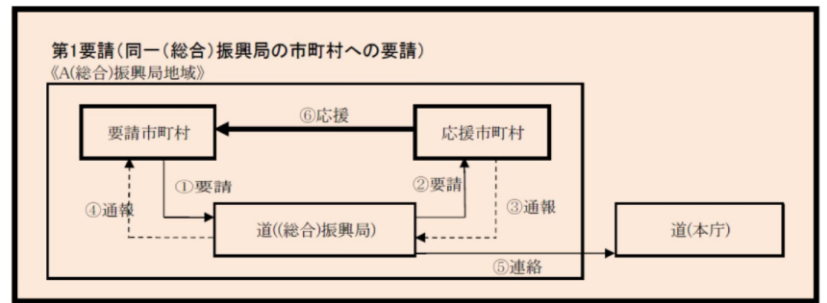 第1要請(同一(総合)振興局の市町村への要請)
《A(総合)振興局地域》
⑥応援
要請市町村
応援市町村
①要請
②要請
④通報
③通報
道((総合)振興局)
道(本庁)
⑤連絡